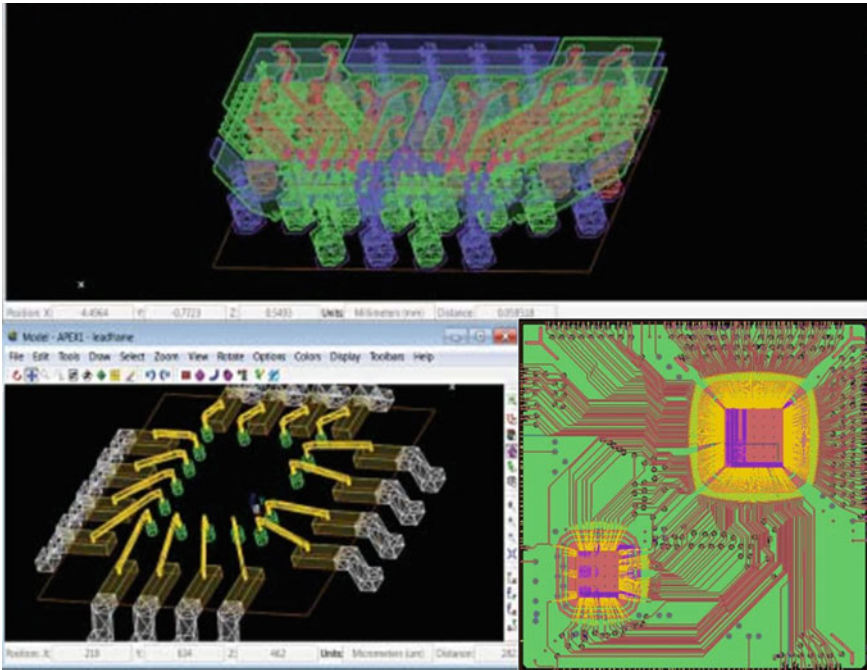 Position: X: -4.4964 Y: -0.7723 Z: 0.5493 Units: Millimeters (mm) Distance: 0.058518
Model - APEX1 - leadframe
File Edit Tools Draw Select Zoom View Rotate Options Colors Display Toolbars Help
Position: X: 218 Y: 634 Z: 462 Units: Micrometers (um) Distance: 282